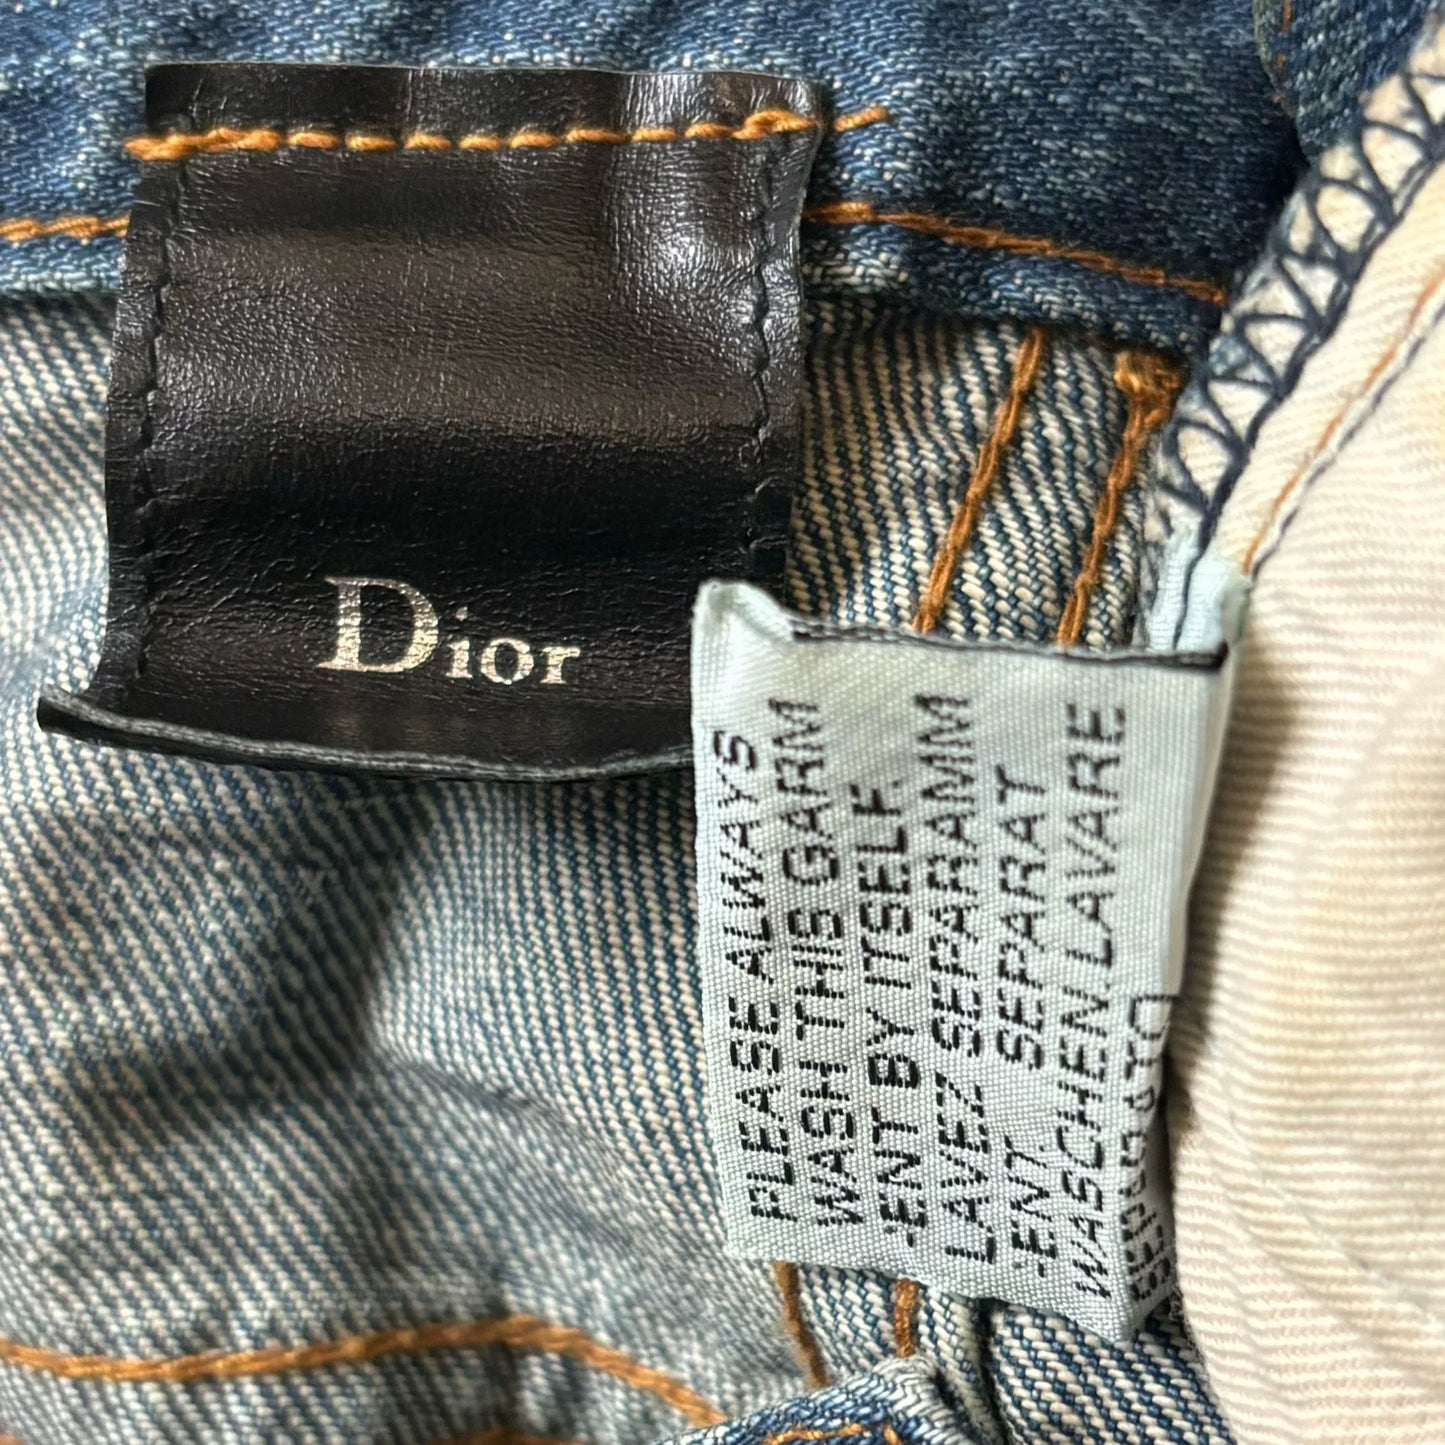 Dior
PLEASE ALWAYS
WASH THIS GARM
-ENT BY ITSELF.
LAVEZ SEPARAMM
-ENT.
SEPARAT
WASCHEN.LAVARE